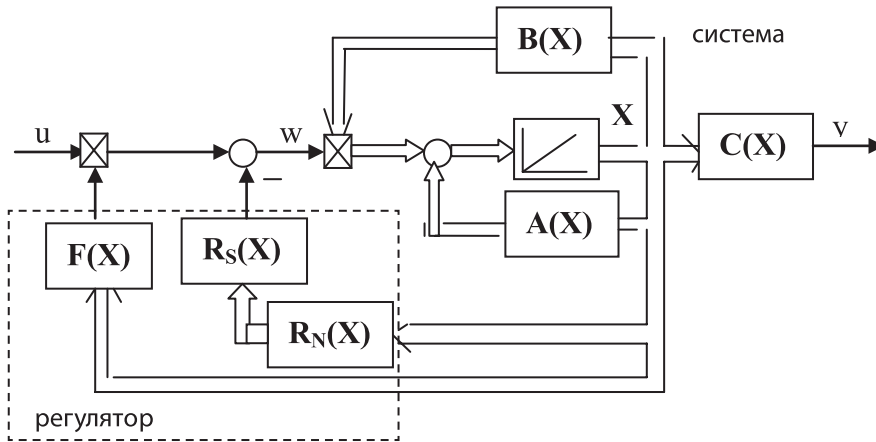 B(X)
система
u
w
X
C(X)
v
A(X)
F(X)
R_S(X)
R_N(X)
регулятор